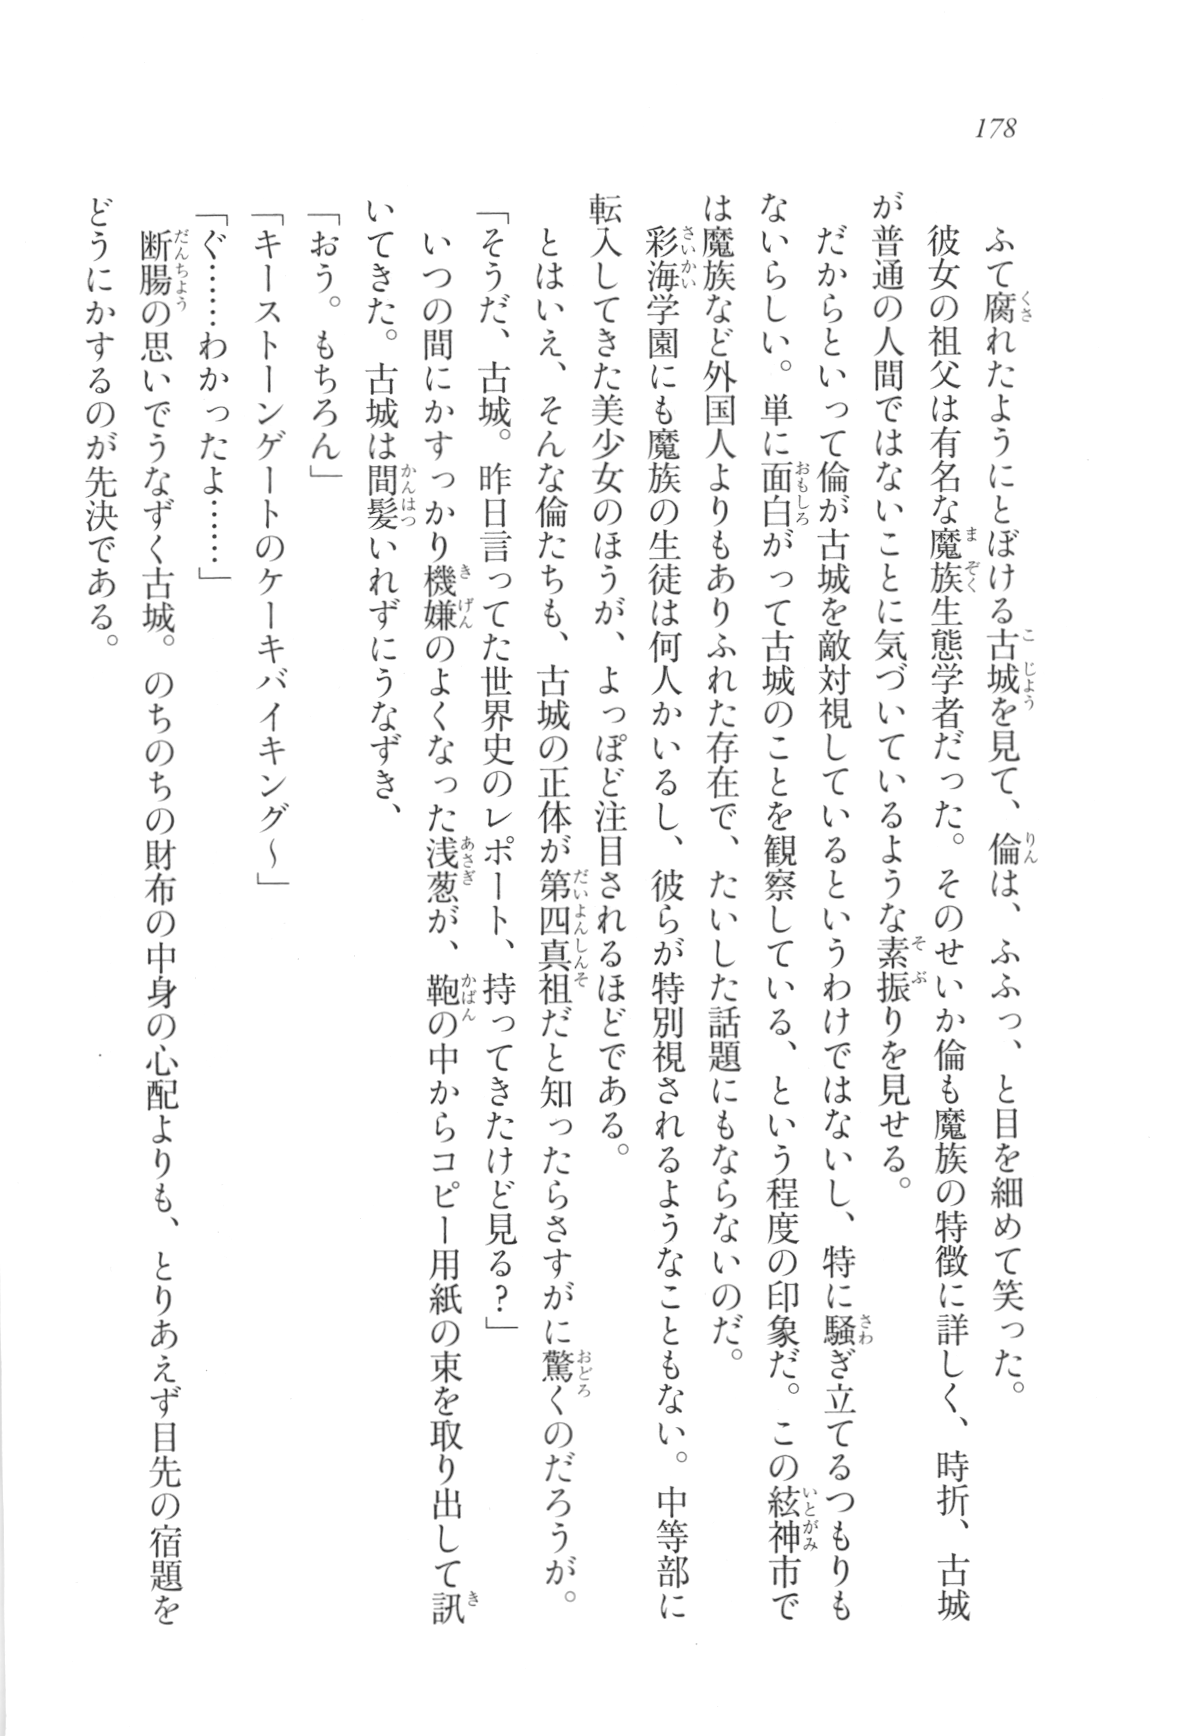 178
　ふて腐れたようにとぼける古城を見て、倫は、ふふっ、と目を細めて笑った。
　彼女の祖父は有名な魔族生態学者だった。そのせいか倫も魔族の特徴に詳しく、時折、古城
が普通の人間ではないことに気づいているような素振りを見せる。
　だからといって倫が古城を敵対視しているというわけではないし、特に騒ぎ立てるつもりも
ないらしい。単に面白がって古城のことを観察している、という程度の印象だ。この絃神市で
は魔族など外国人よりもありふれた存在で、たいした話題にもならないのだ。
　彩海学園にも魔族の生徒は何人かいるし、彼らが特別視されるようなこともない。中等部に
転入してきた美少女のほうが、よっぽど注目されるほどである。
　とはいえ、そんな倫たちも、古城の正体が第四真祖だと知ったらさすがに驚くのだろうが。
「そうだ、古城。昨日言ってた世界史のレポート、持ってきたけど見る？」
　いつの間にかすっかり機嫌のよくなった浅葱が、鞄の中からコピー用紙の束を取り出して訊
いてきた。古城は間髪いれずにうなずき、
「おう。もちろん」
「キーストーンゲートのケーキバイキング～」
「ぐ……わかったよ……」
　断腸の思いでうなずく古城。のちのちの財布の中身の心配よりも、とりあえず目先の宿題を
どうにかするのが先決である。